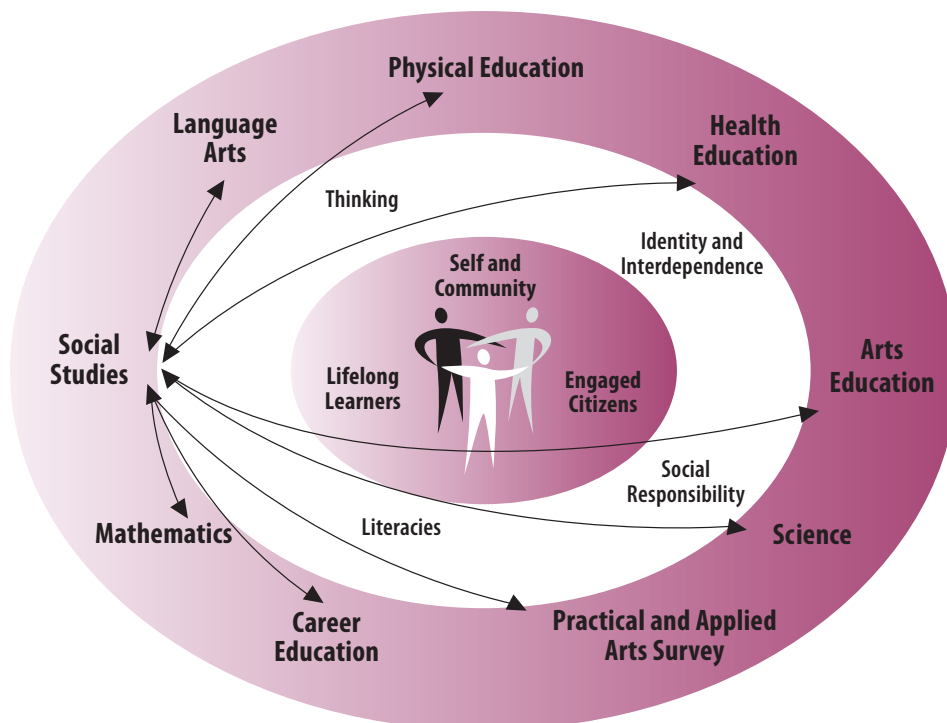 Physical Education
Language
Arts
Health
Education
Thinking
Identity and
Interdependence
Self and
Community
Social
Studies
Lifelong
Learners
Engaged
Citizens
Arts
Education
Social
Responsibility
Literacies
Mathematics
Science
Career
Education
Practical and Applied
Arts Survey